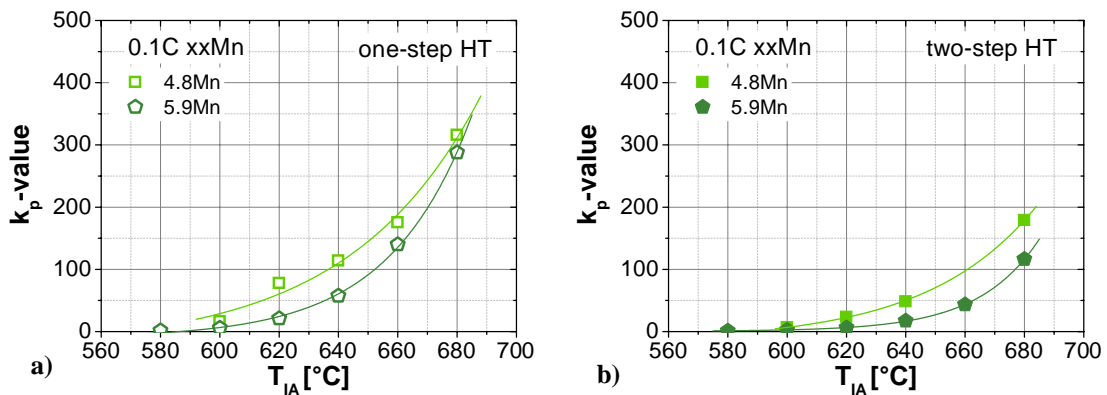 500
400
300
200
100
0
k_p-value
0.1C xxMn
4.8Mn
5.9Mn
one-step HT
560 580 600 620 640 660 680 700
T_IA [°C]
a)
500
400
300
200
100
0
k_p-value
0.1C xxMn
4.8Mn
5.9Mn
two-step HT
560 580 600 620 640 660 680 700
T_IA [°C]
b)